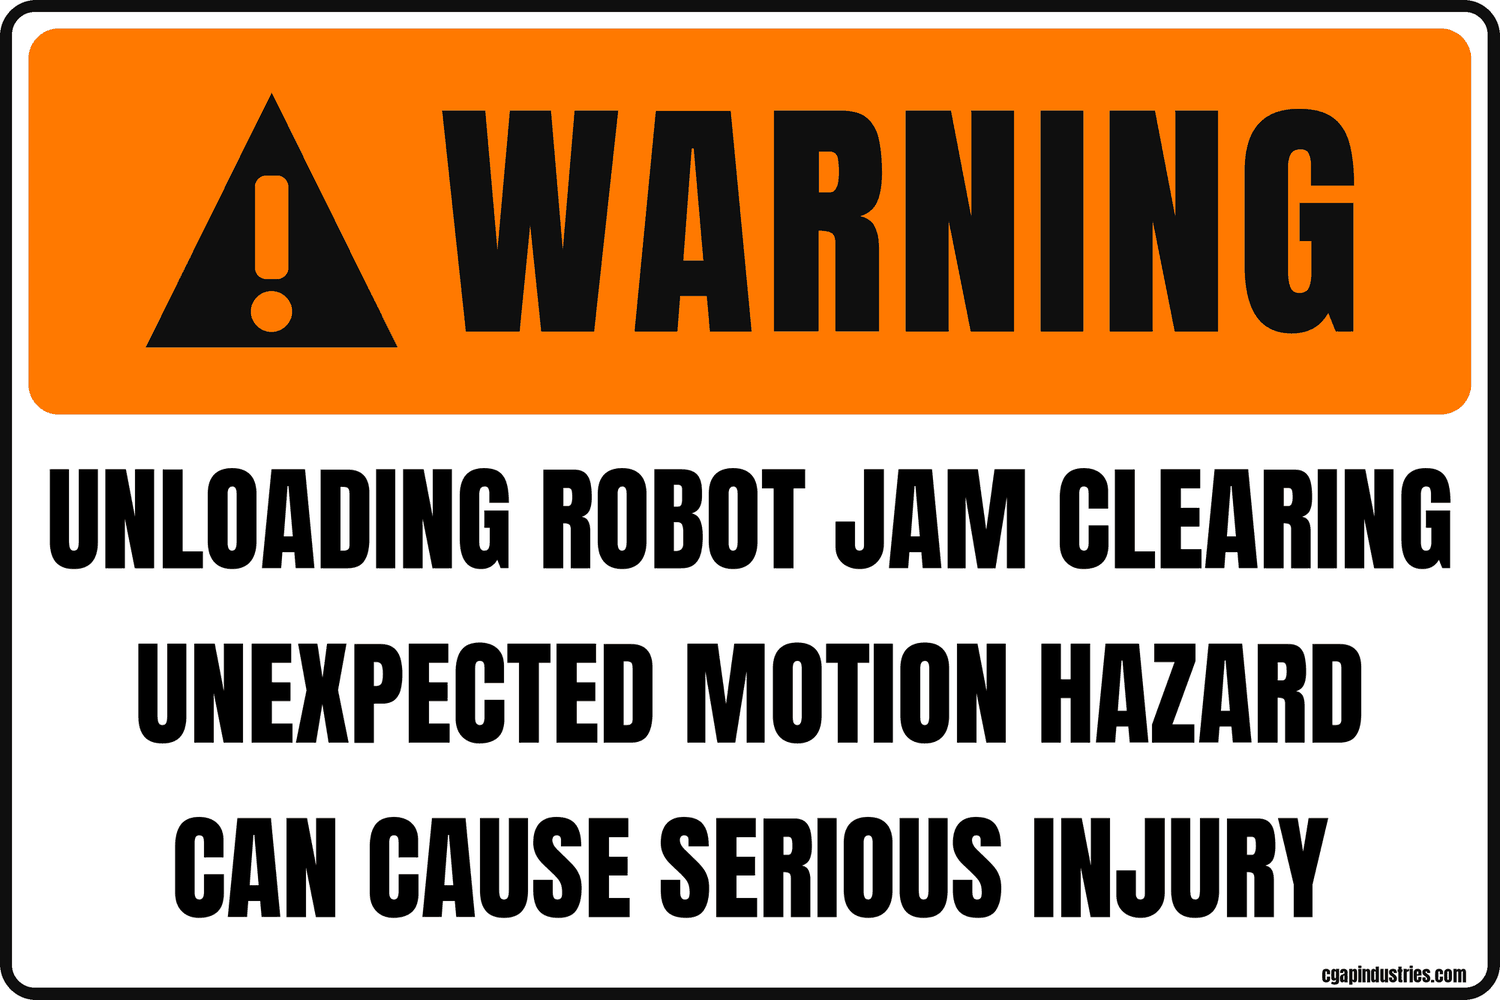 WARNING
UNLOADING ROBOT JAM CLEARING
UNEXPECTED MOTION HAZARD
CAN CAUSE SERIOUS INJURY
cgapindustries.com